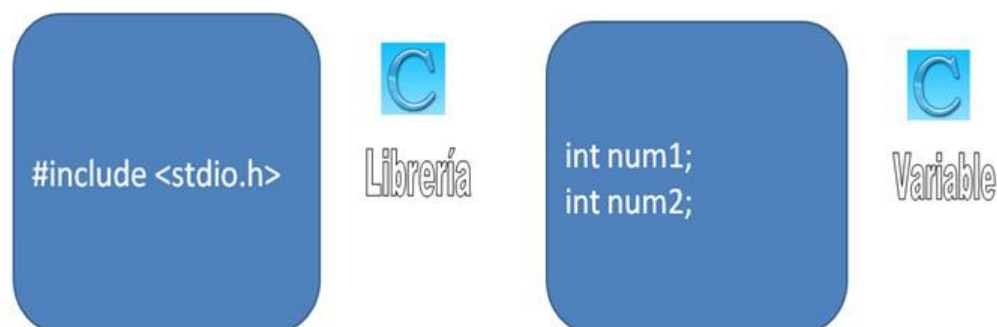 #include <stdio.h>
C
Librería
int num1;
int num2;
C
Variable